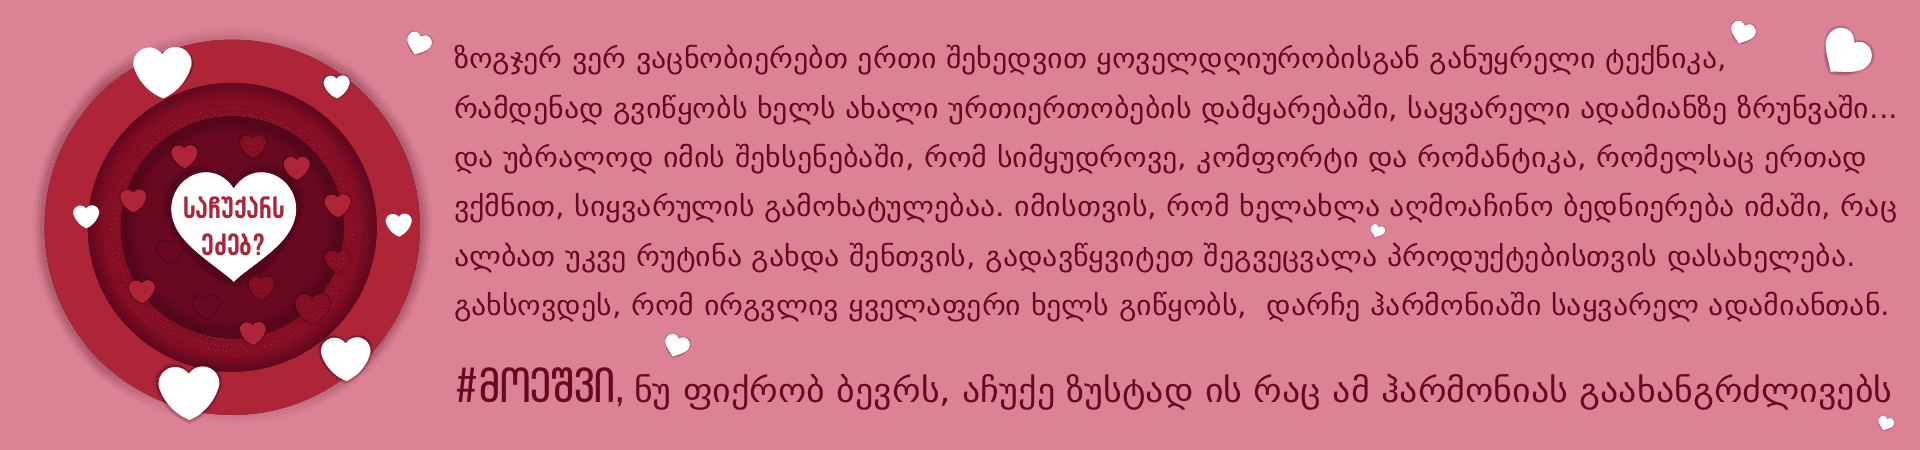 საჩუქარს
ეძებ?
ზოგჯერ ვერ ვაცნობიერებთ ერთი შეხედვით ყოველდღიურობისგან განუყრელი ტექნიკა,
რამდენად გვიწყობს ხელს ახალი ურთიერთობების დამყარებაში, საყვარელი ადამიანზე ზრუნვაში...
და უბრალოდ იმის შეხსენებაში, რომ სიმყუდროვე, კომფორტი და რომანტიკა, რომელსაც ერთად
ვქმნით, სიყვარულის გამოხატულებაა. იმისთვის, რომ ხელახლა აღმოაჩინო ბედნიერება იმაში, რაც
ალბათ უკვე რუტინა გახდა შენთვის, გადავწყვიტეთ შეგვეცვალა პროდუქტებისთვის დასახელება.
გახსოვდეს, რომ ირგვლივ ყველაფერი ხელს გიწყობს, დარჩე ჰარმონიაში საყვარელ ადამიანთან.
#მოეშვი, ნუ ფიქრობ ბევრს, აჩუქე ზუსტად ის რაც ამ ჰარმონიას გაახანგრძლივებს